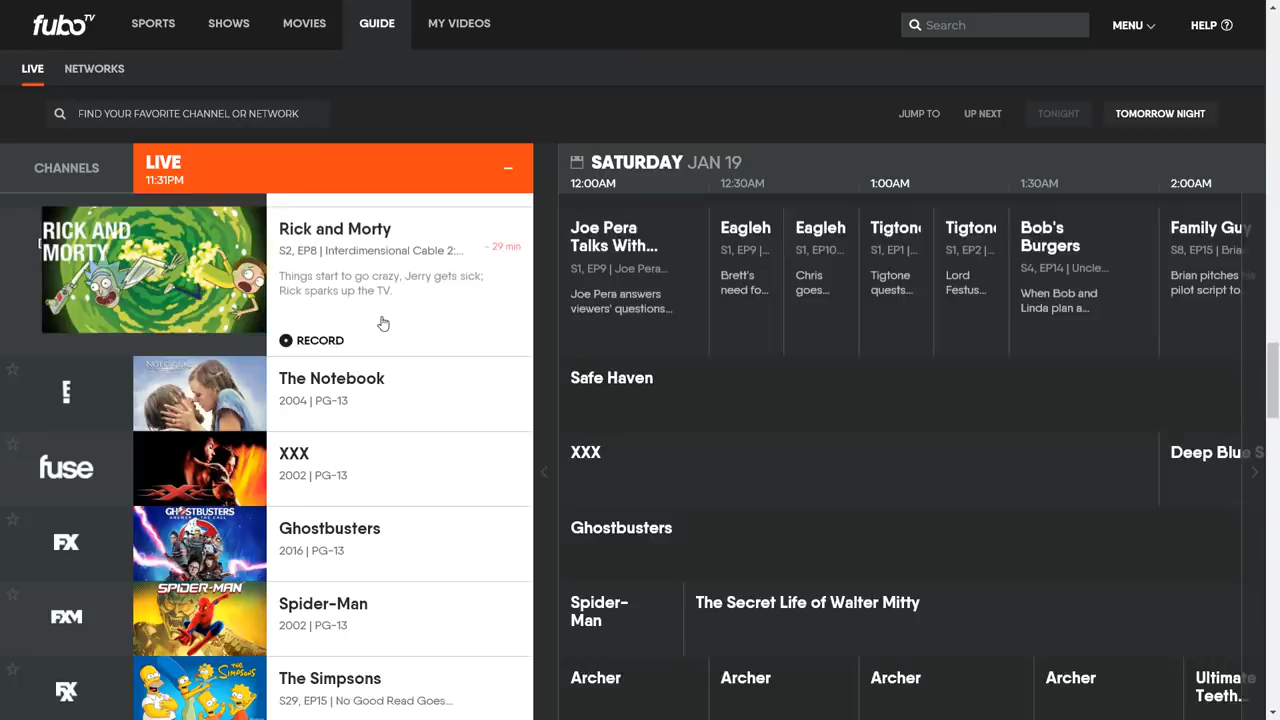 fuboTV SPORTS SHOWS MOVIES GUIDE MY VIDEOS Search MENU HELP ?
LIVE NETWORKS
FIND YOUR FAVORITE CHANNEL OR NETWORK JUMP TO UP NEXT TONIGHT TOMORROW NIGHT
CHANNELS
LIVE
11:31PM
SATURDAY JAN 19
12:00AM 12:30AM 1:00AM 1:30AM 2:00AM
RICK AND
MORTY
Rick and Morty
S2, EP8 | Interdimensional Cable 2:...
- 29 min
Things start to go crazy, Jerry gets sick;
Rick sparks up the TV.
RECORD
Joe Pera
Talks With...
S1, EP9 | Joe Pera...
Joe Pera answers
viewers' questions...
Eagleh
S1, EP9 |...
Brett's
need fo...
Eagleh
S1, EP10...
Chris
goes...
Tigton
S1, EP1 |...
Tigtone
quests...
Tigton
S1, EP2 |...
Lord
Festus...
Bob's
Burgers
S4, EP14 | Uncle...
When Bob and
Linda plan a...
Family Guy
S8, EP15 | Bria
Brian pitches his
pilot script to
E!
NOTEBOOK
The Notebook
2004 | PG-13
Safe Haven
fuse
xXx
XXX
2002 | PG-13
XXX
Deep Blue S
FX
GHOSTBUSTERS
ANSWER THE CALL
Ghostbusters
2016 | PG-13
Ghostbusters
FXM
SPIDER-MAN
Spider-Man
2002 | PG-13
Spider-
Man
The Secret Life of Walter Mitty
FXX
THE
SIMPSONS
The Simpsons
S29, EP15 | No Good Read Goes...
Archer
Archer
Archer
Archer
Ultimate
Teeth...